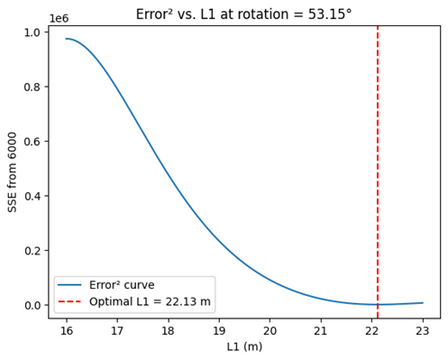 Error² vs. L1 at rotation = 53.15°
1e6
1.0
0.8
0.6
0.4
0.2
0.0
SSE from 6000
Error² curve
Optimal L1 = 22.13 m
16 17 18 19 20 21 22 23
L1 (m)